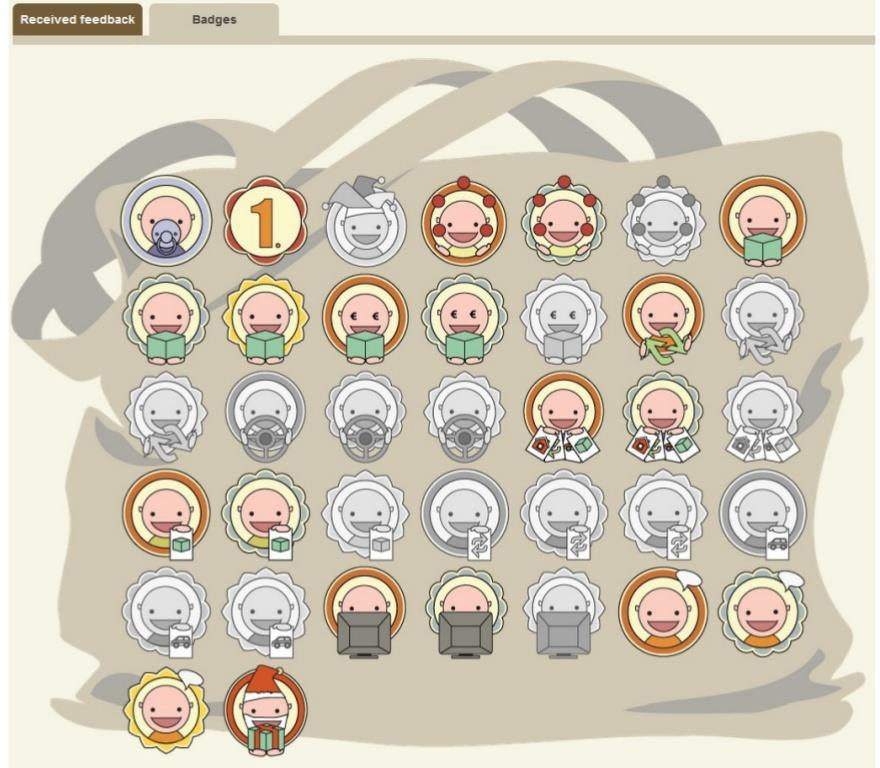 Received feedback
Badges
1.
€ €
€ €
€ €